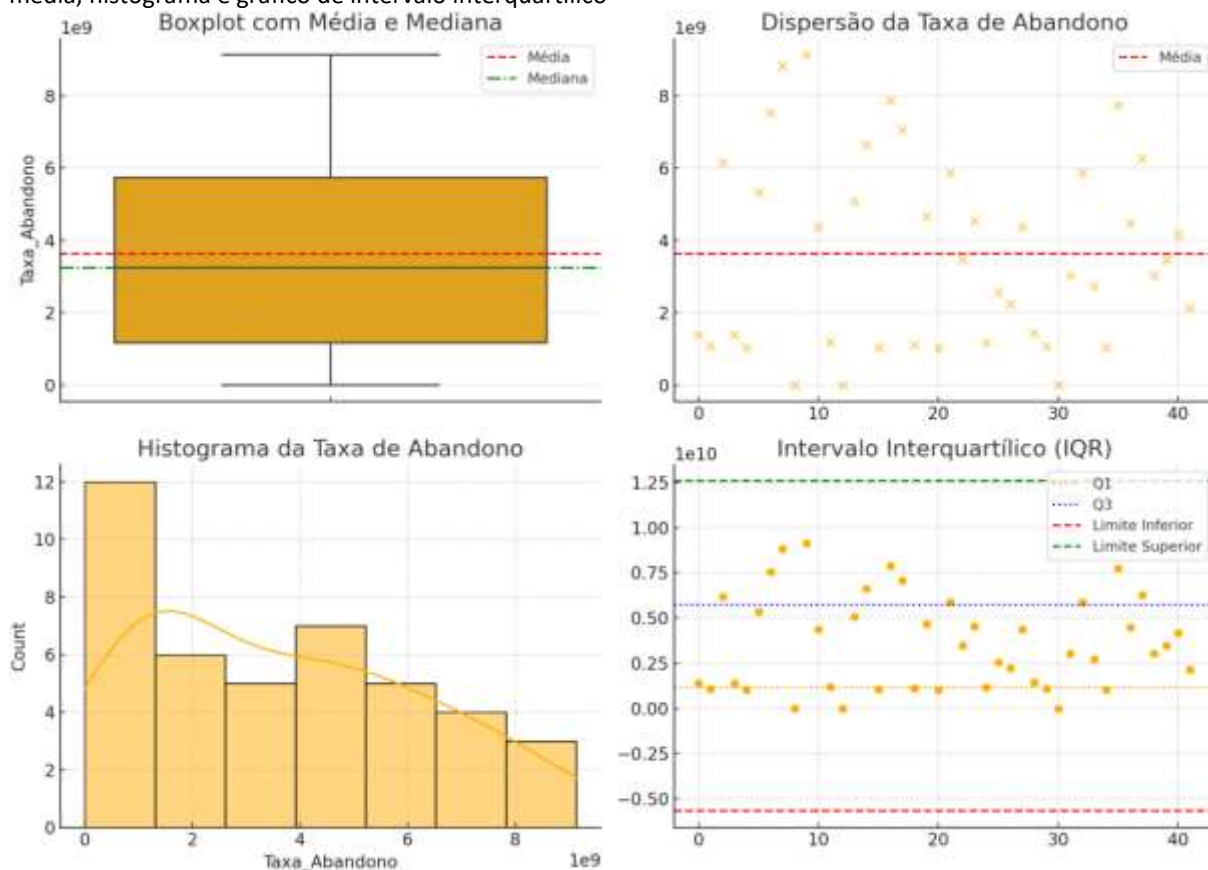 média, histograma e gráfico de intervalo interquartílico
Boxplot com Média e Mediana
1e9
Média
Mediana
8
6
4
2
0
Taxa_Abandono
Dispersão da Taxa de Abandono
1e9
Média
8
6
4
2
0
0 10 20 30 40
Histograma da Taxa de Abandono
12
10
8
6
4
2
0
Count
0 2 4 6 8
1e9
Taxa_Abandono
Intervalo Interquartílico (IQR)
1e10
Q1
Q3
Limite Inferior
Limite Superior
1.25
1.00
0.75
0.50
0.25
0.00
−0.25
−0.50
0 10 20 30 40